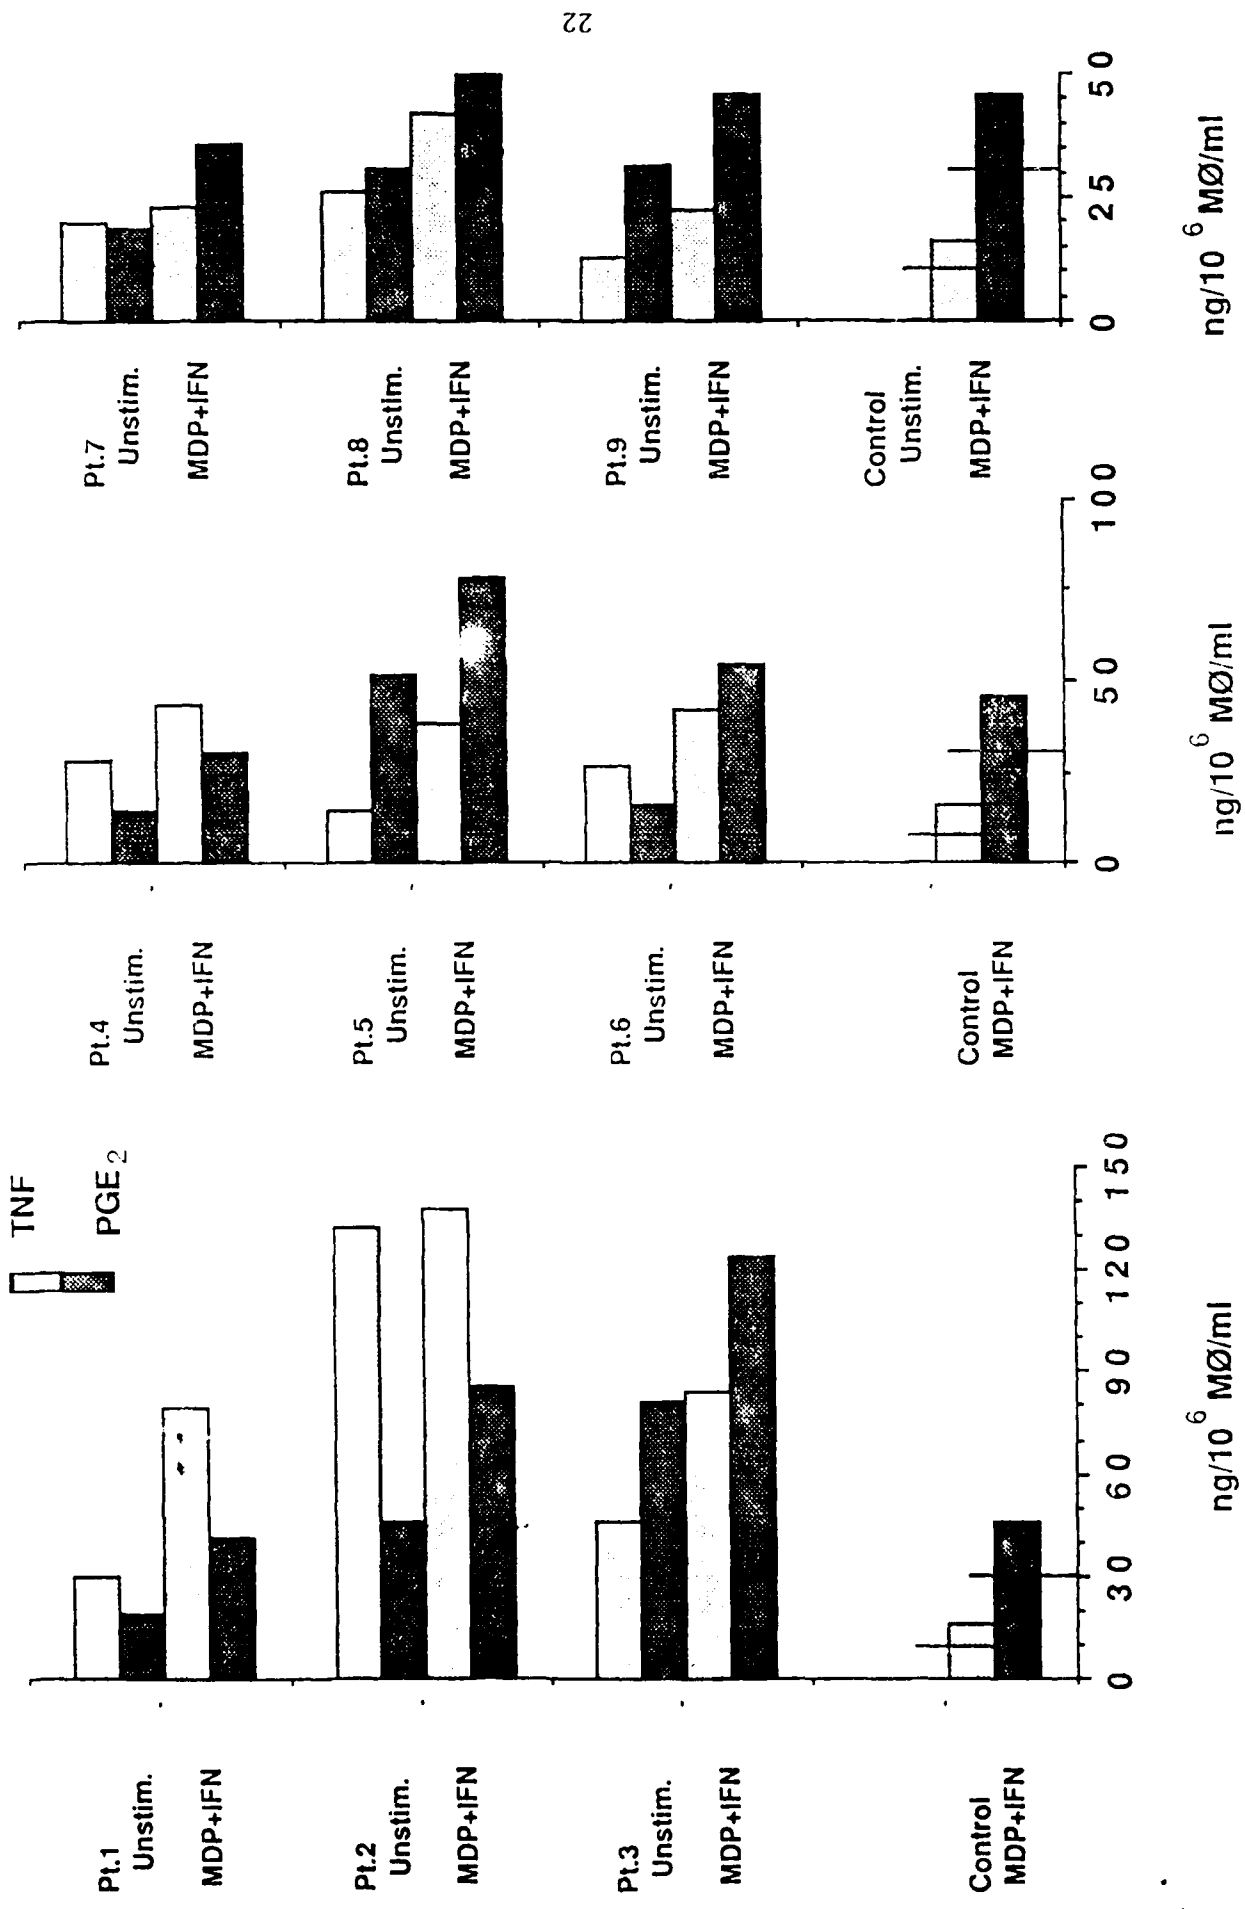 22
TNF
PGE2
Pt.1
Unstim.
MDP+IFN
Pt.2
Unstim.
MDP+IFN
Pt.3
Unstim.
MDP+IFN
Control
MDP+IFN
0 30 60 90 120 150
ng/10 6 MØ/ml
Pt.4
Unstim.
MDP+IFN
Pt.5
Unstim.
MDP+IFN
Pt.6
Unstim.
MDP+IFN
Control
MDP+IFN
0 50 100
ng/10 6 MØ/ml
Pt.7
Unstim.
MDP+IFN
Pt.8
Unstim.
MDP+IFN
Pt.9
Unstim.
MDP+IFN
Control
Unstim.
MDP+IFN
0 25 50
ng/10 6 MØ/ml